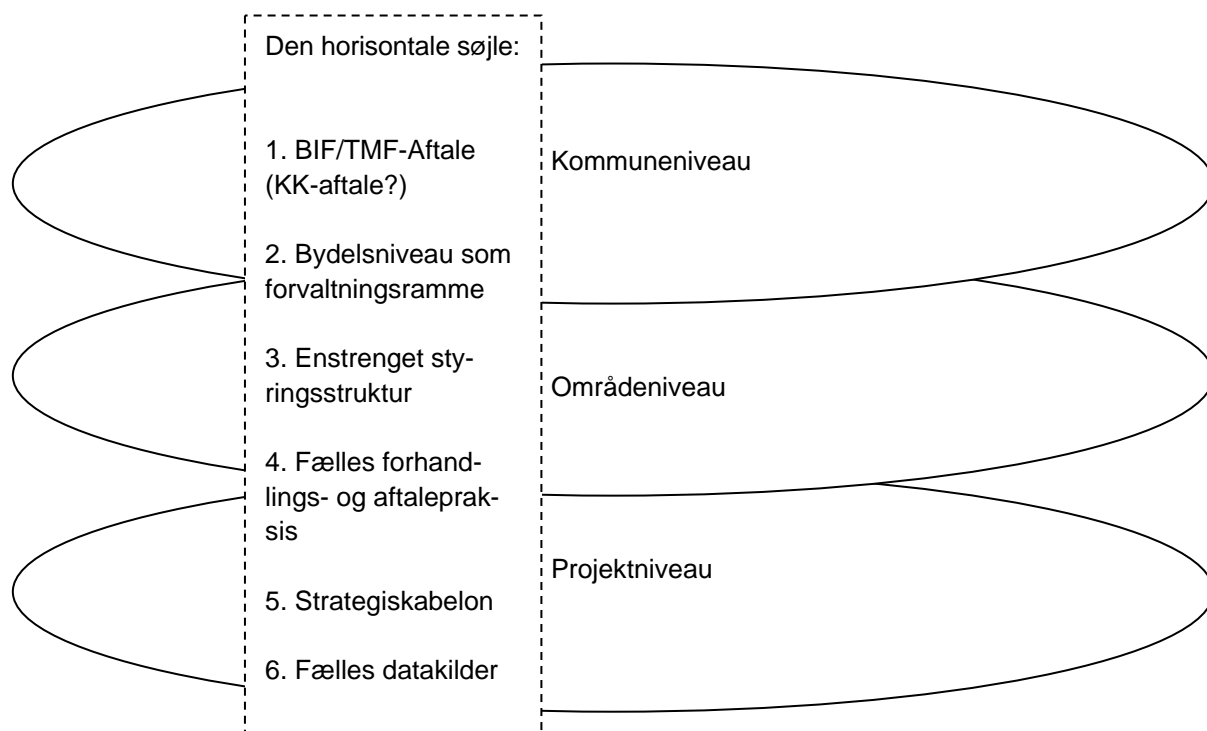 Den horisontale søjle:
1. BIF/TMF-Aftale
(KK-aftale?)
2. Bydelsniveau som
forvaltningsramme
3. Enstrenget sty-
ringsstruktur
4. Fælles forhand-
lings- og aftaleprak-
sis
5. Strategiskabelon
6. Fælles datakilder
Kommuneniveau
Områdeniveau
Projektniveau